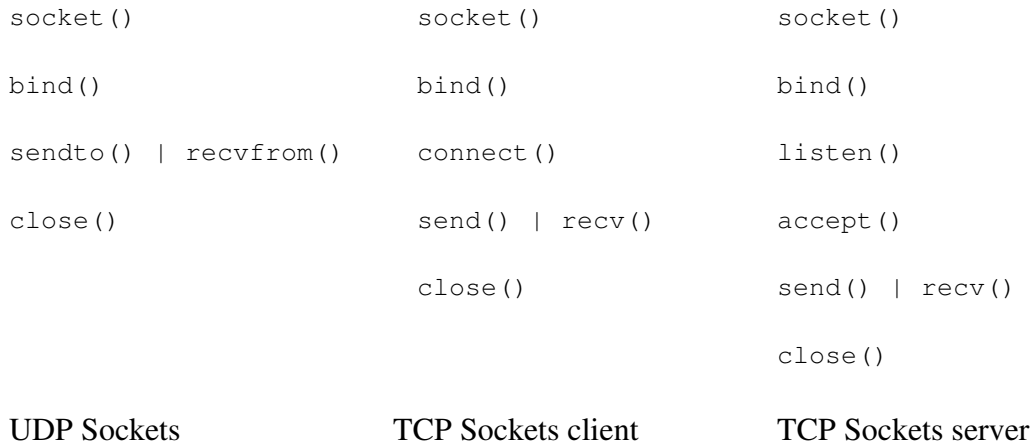 socket() socket() socket()
bind() bind() bind()
sendto() | recvfrom() connect() listen()
close() send() | recv() accept()
close() send() | recv()
close()
UDP Sockets TCP Sockets client TCP Sockets server